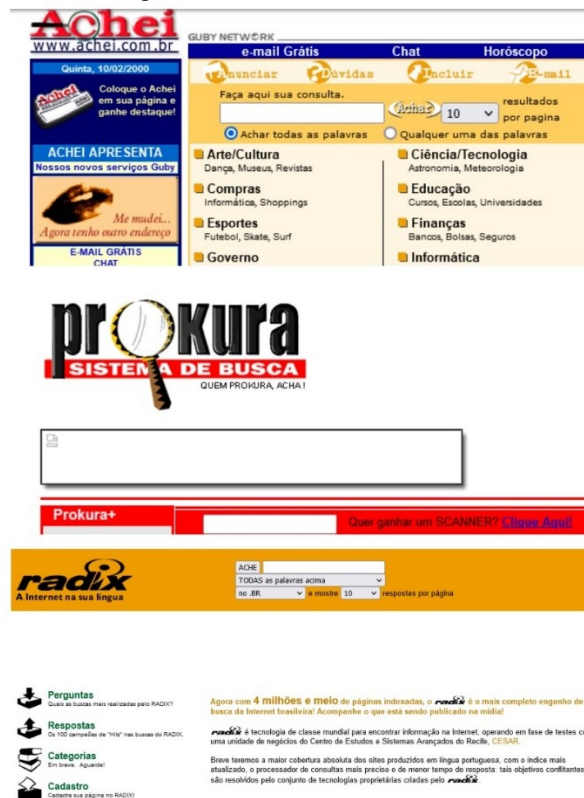 Achei
www.achei.com.br
GUBY NETWORK
e-mail Grátis Chat Horóscopo
Quinta, 10/02/2000
Anunciar Dúvidas Incluir E-mail
Achei
Coloque o Achei
em sua página e
ganhe destaque!
Faça aqui sua consulta.
Achar 10 resultados
por pagina
Achar todas as palavras Qualquer uma das palavras
ACHEI APRESENTA
Nossos novos serviços Guby
Me mudei...
Agora tenho outro endereço
E-MAIL GRÁTIS
CHAT
Arte/Cultura
Dança, Museus, Revistas
Compras
Informática, Shoppings
Esportes
Futebol, Skate, Surf
Governo
Ciência/Tecnologia
Astronomia, Meteorologia
Educação
Cursos, Escolas, Universidades
Finanças
Bancos, Bolsas, Seguros
Informática
prokura
SISTEMA DE BUSCA
QUEM PROKURA, ACHA!
Prokura+
Quer ganhar um SCANNER? Clique Aqui!
radix
A Internet na sua língua
ACHE
TODAS as palavras acima
no .BR e mostre 10 respostas por página
Perguntas
Quais as buscas mais realizadas pelo RADIX?
Respostas
Os 100 campeões de "Hits" nas buscas do RADIX.
Categorias
Em breve. Aguarde!
Cadastro
Cadastre sua página no RADIX!
Agora com 4 milhões e meio de páginas indexadas, o radix é o mais completo engenho de
busca da Internet brasileira! Acompanhe o que está sendo publicado na mídia!
radix é tecnologia de classe mundial para encontrar informação na Internet, operando em fase de testes
uma unidade de negócios do Centro de Estudos e Sistemas Avançados do Recife, CESAR.
Breve teremos a maior cobertura absoluta dos sites produzidos em língua portuguesa, com o índice mais
atualizado, o processador de consultas mais preciso e de menor tempo de resposta: tais objetivos conflitantes
são resolvidos pelo conjunto de tecnologias proprietárias criadas pelo radix.